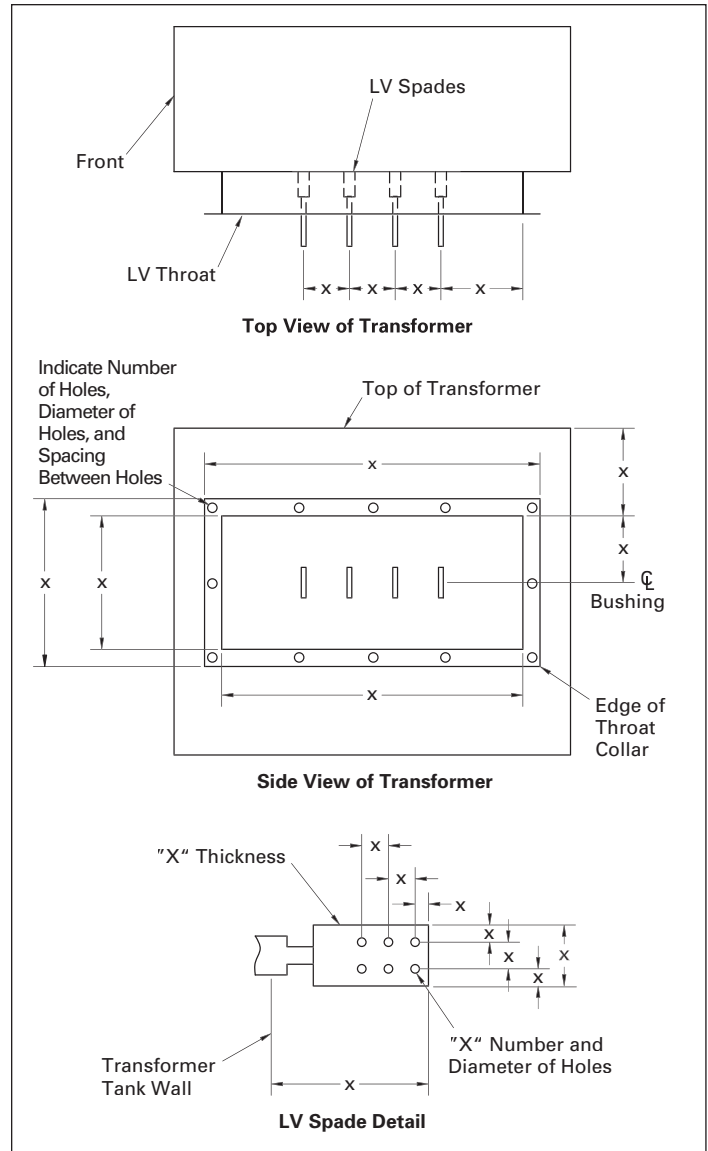 LV Spades
Front
LV Throat
x x x x
Top View of Transformer
Indicate Number
of Holes,
Diameter of
Holes, and
Spacing
Between Holes
Top of Transformer
x
x
x
x
x
℄
Bushing
x
Edge of
Throat
Collar
Side View of Transformer
"X“ Thickness
x
x
x
x
x
x
x
"X“ Number and
Diameter of Holes
Transformer
Tank Wall
x
LV Spade Detail